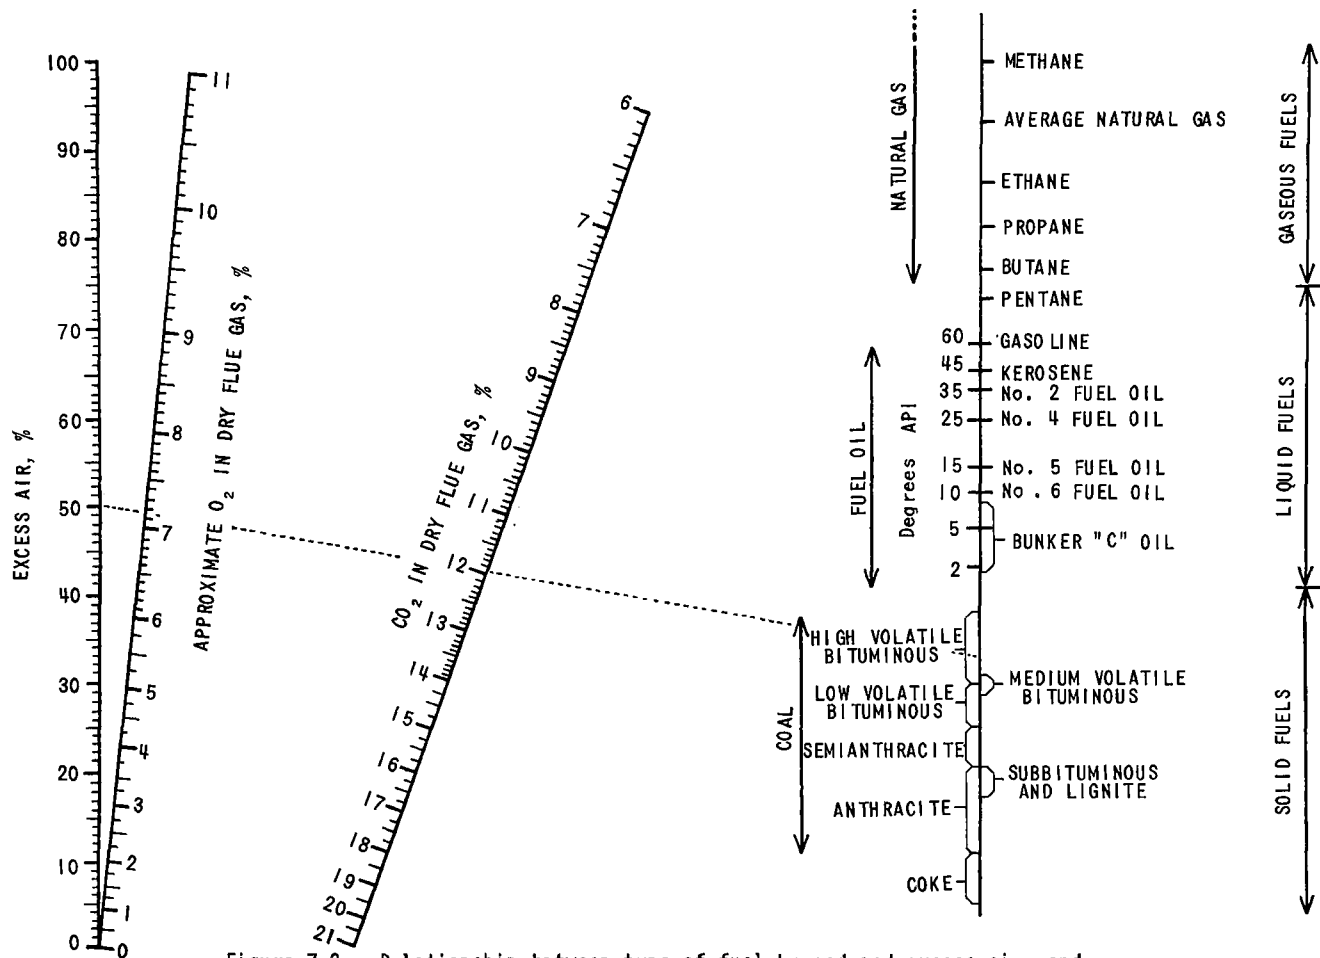 100
90
80
70
60
50
40
30
20
10
0
EXCESS AIR, %
11
10
9
8
7
6
5
4
3
2
1
0
APPROXIMATE O2 IN DRY FLUE GAS, %
6
7
8
9
10
11
12
13
14
15
16
17
18
19
20
21
CO2 IN DRY FLUE GAS, %
NATURAL GAS
FUEL OIL
COAL
Degrees API
60
45
35
25
15
10
5
2
METHANE
AVERAGE NATURAL GAS
ETHANE
PROPANE
BUTANE
PENTANE
GASOLINE
KEROSENE
No. 2 FUEL OIL
No. 4 FUEL OIL
No. 5 FUEL OIL
No. 6 FUEL OIL
BUNKER "C" OIL
HIGH VOLATILE
BITUMINOUS
MEDIUM VOLATILE
BITUMINOUS
LOW VOLATILE
BITUMINOUS
SEMIANTHRACITE
SUBBITUMINOUS
AND LIGNITE
ANTHRACITE
COKE
GASEOUS FUELS
LIQUID FUELS
SOLID FUELS